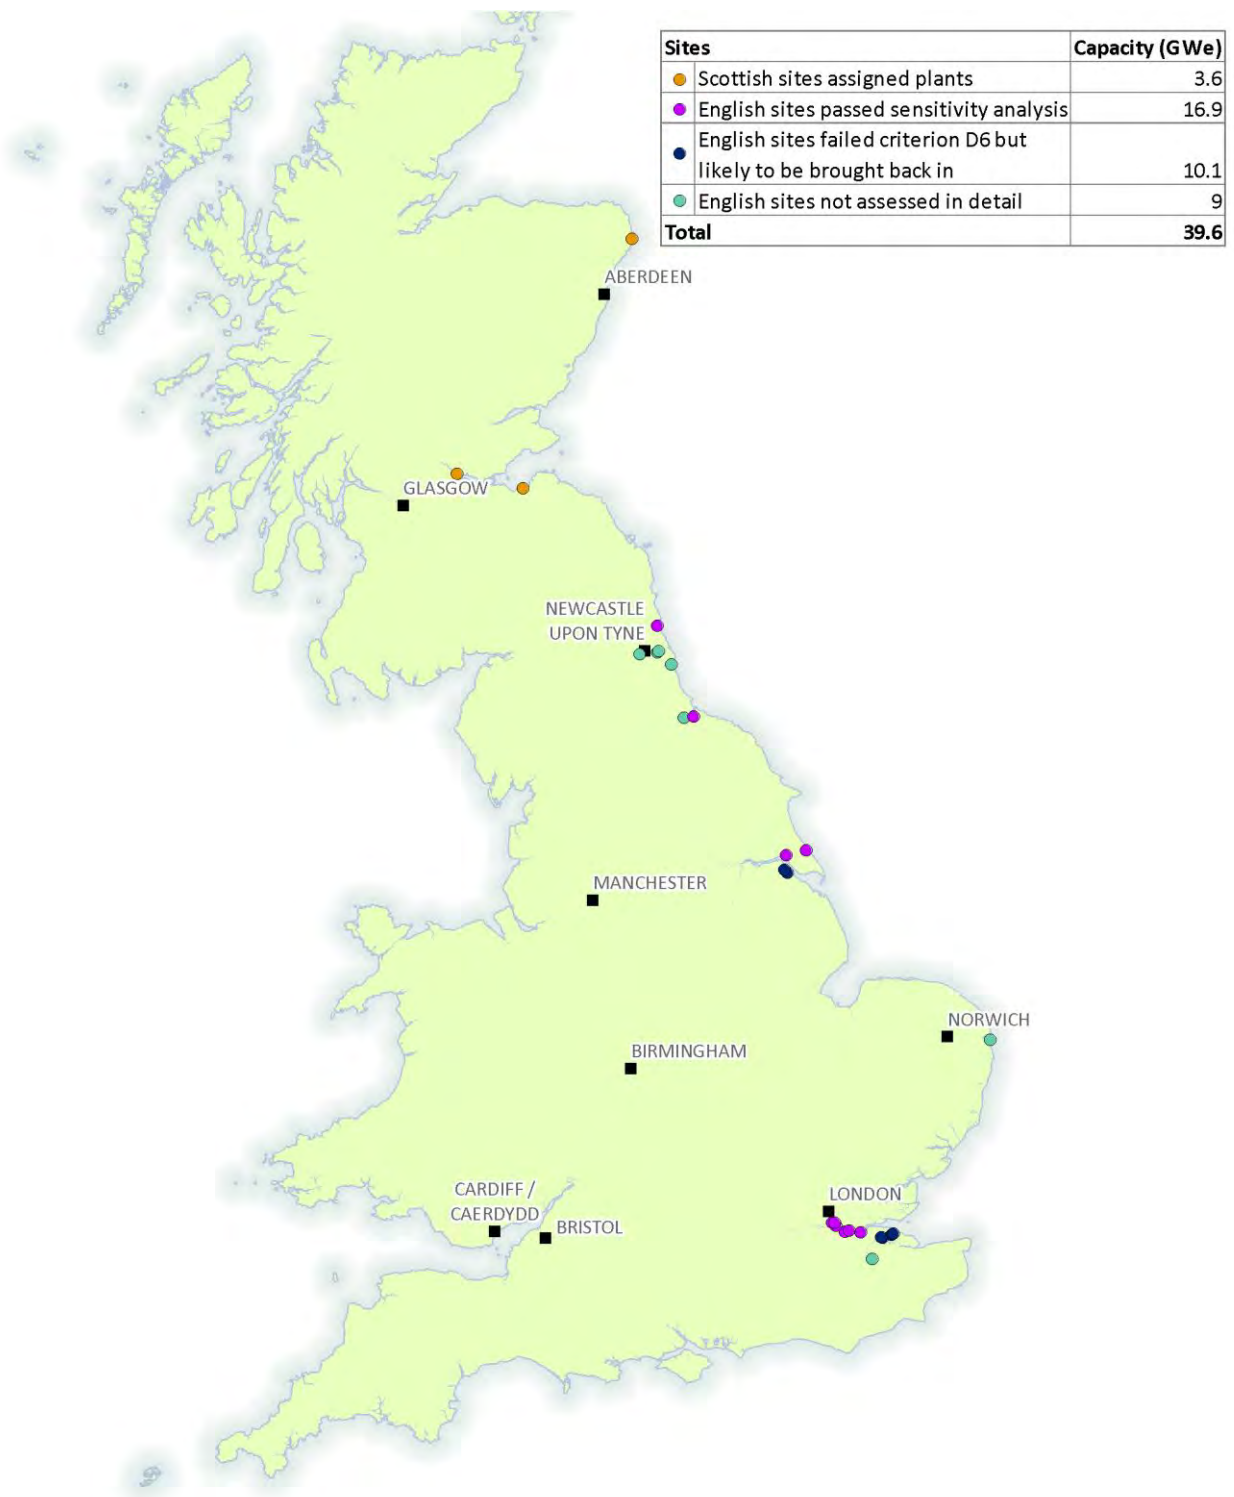 Sites Capacity (GWe)
Scottish sites assigned plants 3.6
English sites passed sensitivity analysis 16.9
English sites failed criterion D6 but
likely to be brought back in 10.1
English sites not assessed in detail 9
Total 39.6
ABERDEEN
GLASGOW
NEWCASTLE
UPON TYNE
MANCHESTER
NORWICH
BIRMINGHAM
LONDON
CARDIFF /
CAERDYDD
BRISTOL